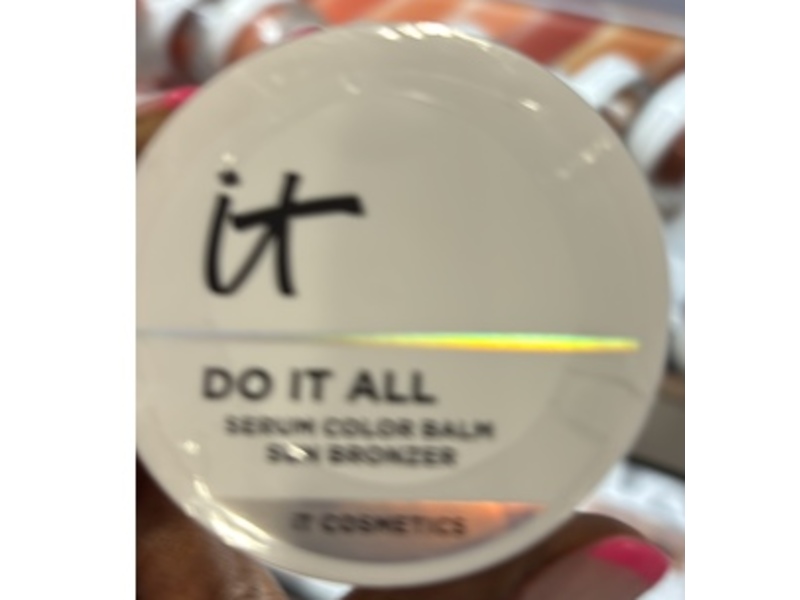 it
DO IT ALL
SERUM COLOR BALM
SUN BRONZER
IT COSMETICS